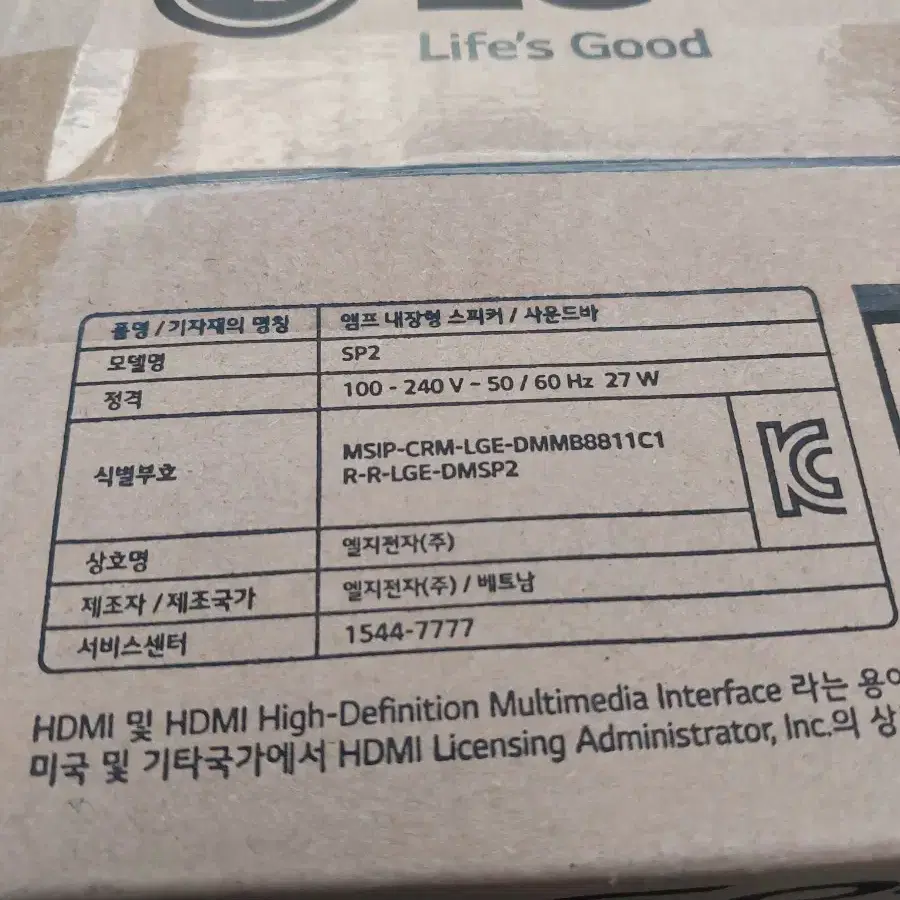 Life's Good
품명 / 기자재의 명칭 앰프 내장형 스피커 / 사운드바
모델명 SP2
정격 100 - 240 V ~ 50 / 60 Hz 27 W
식별부호 MSIP-CRM-LGE-DMMB8811C1
R-R-LGE-DMSP2
상호명 엘지전자(주)
제조자 / 제조국가 엘지전자(주) / 베트남
서비스센터 1544-7777
HDMI 및 HDMI High-Definition Multimedia Interface 라는
미국 및 기타국가에서 HDMI Licensing Administrator, Inc.의